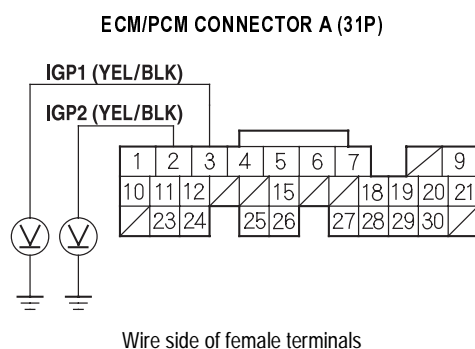 ECM/PCM CONNECTOR A (31P)
IGP1 (YEL/BLK)
IGP2 (YEL/BLK)
1 2 3 4 5 6 7 9
10 11 12 15 18 19 20 21
23 24 25 26 27 28 29 30
V V
Wire side of female terminals